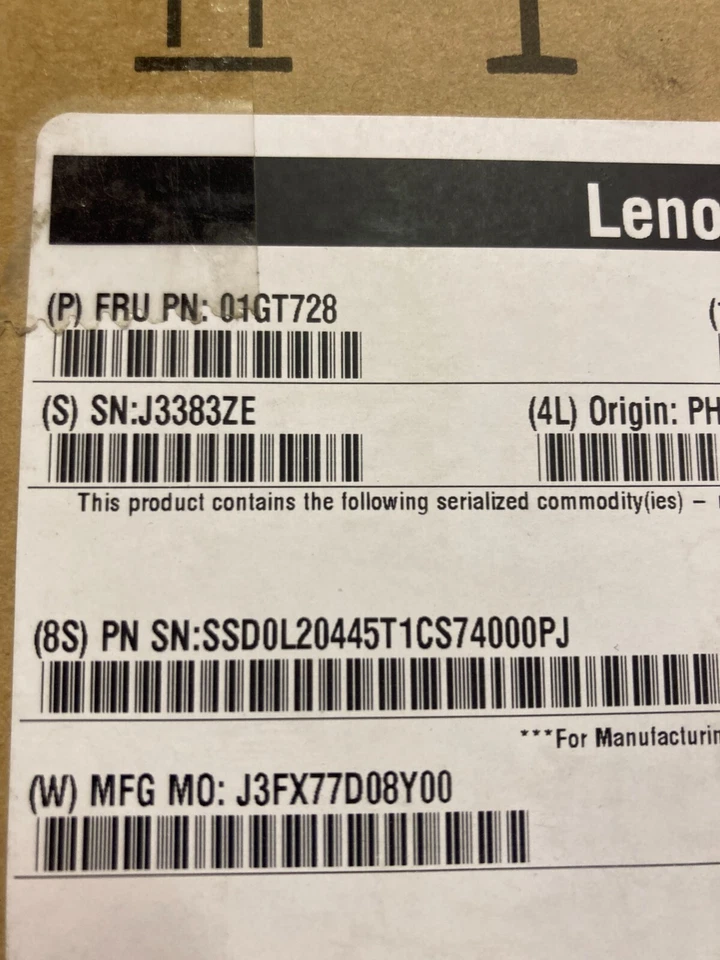 Leno
(P) FRU PN: 01GT728
(S) SN:J3383ZE
(4L) Origin: PH
This product contains the following serialized commodity(ies) –
(8S) PN SN:SSD0L20445T1CS74000PJ
***For Manufacturin
(W) MFG MO: J3FX77D08Y00